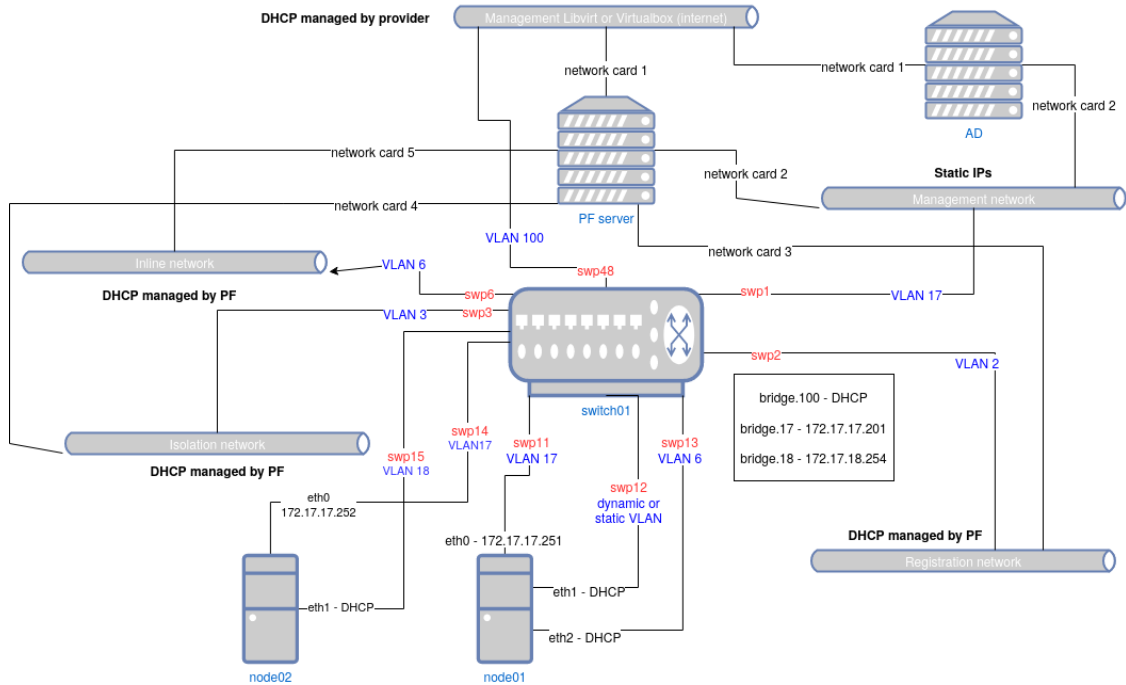 DHCP managed by provider
Management Libvirt or Virtualbox (internet)
network card 1
network card 1
network card 2
AD
network card 5
network card 2
Static IPs
Management network
network card 4
PF server
VLAN 100
network card 3
Inline network
VLAN 6
swp48
DHCP managed by PF
swp6
swp1
VLAN 17
VLAN 3
swp3
swp2
VLAN 2
switch01
bridge.100 - DHCP
bridge.17 - 172.17.17.201
bridge.18 - 172.17.18.254
Isolation network
DHCP managed by PF
swp15
VLAN 18
swp14
VLAN17
swp11
VLAN 17
swp13
VLAN 6
swp12
dynamic or
static VLAN
eth0
172.17.17.252
eth0 - 172.17.17.251
DHCP managed by PF
Registration network
eth1 - DHCP
eth1 - DHCP
eth2 - DHCP
node02
node01